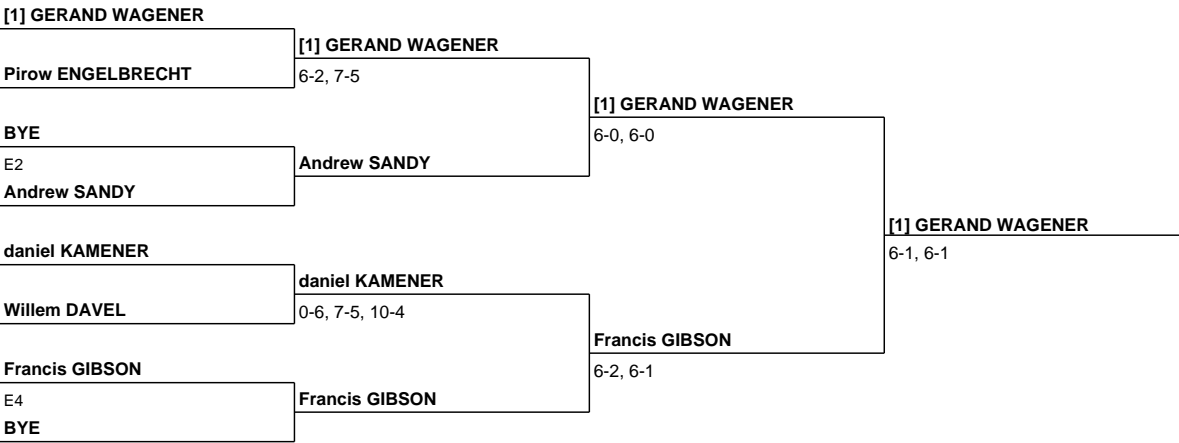 [1] GERAND WAGENER
[1] GERAND WAGENER
Pirow ENGELBRECHT
6-2, 7-5
[1] GERAND WAGENER
BYE
6-0, 6-0
E2
Andrew SANDY
Andrew SANDY
[1] GERAND WAGENER
daniel KAMENER
6-1, 6-1
daniel KAMENER
Willem DAVEL
0-6, 7-5, 10-4
Francis GIBSON
Francis GIBSON
6-2, 6-1
E4
Francis GIBSON
BYE